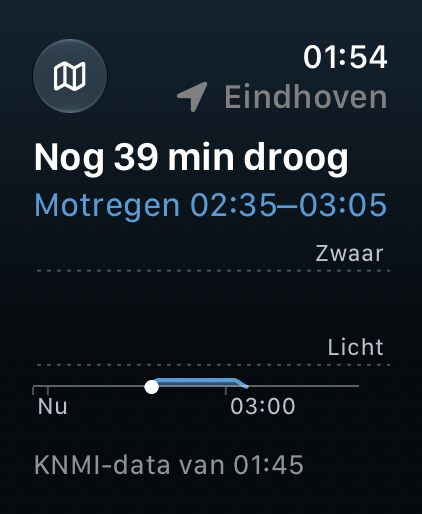 01:54
Eindhoven
Nog 39 min droog
Motregen 02:35–03:05
Zwaar
Licht
Nu 03:00
KNMI-data van 01:45